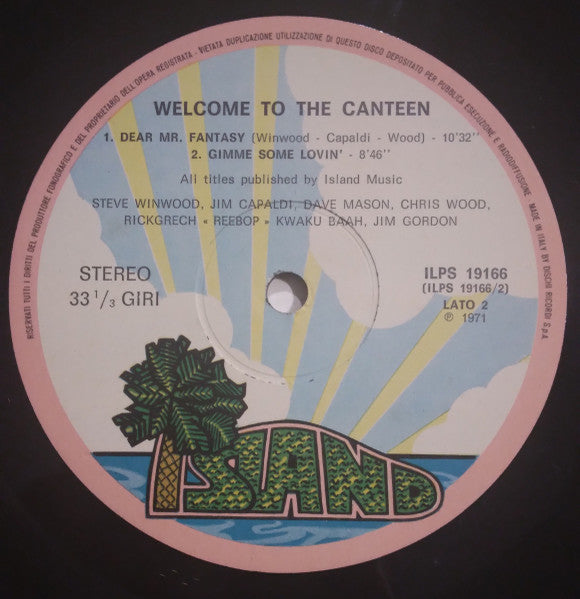 RISERVATI TUTTI I DIRITTI DEL PRODUTTORE FONOGRAFICO E DEL PROPRIETARIO DELL'OPERA REGISTRATA - VIETATA DUPLICAZIONE UTILIZZAZIONE DI QUESTO DISCO DEPOSITATO PER PUBBLICA ESECUZIONE E RADIODIFFUSIONE
MADE IN ITALY BY DISCHI RICORDI S.p.A.
WELCOME TO THE CANTEEN
1. DEAR MR. FANTASY (Winwood - Capaldi - Wood) - 10'32"
2. GIMME SOME LOVIN' - 8'46"
All titles published by Island Music
STEVE WINWOOD, JIM CAPALDI, DAVE MASON, CHRIS WOOD,
RICKGRECH « REEBOP » KWAKU BAAH, JIM GORDON
STEREO
33 1/3 GIRI
ILPS 19166
(ILPS 19166/2)
LATO 2
℗ 1971
ISLAND